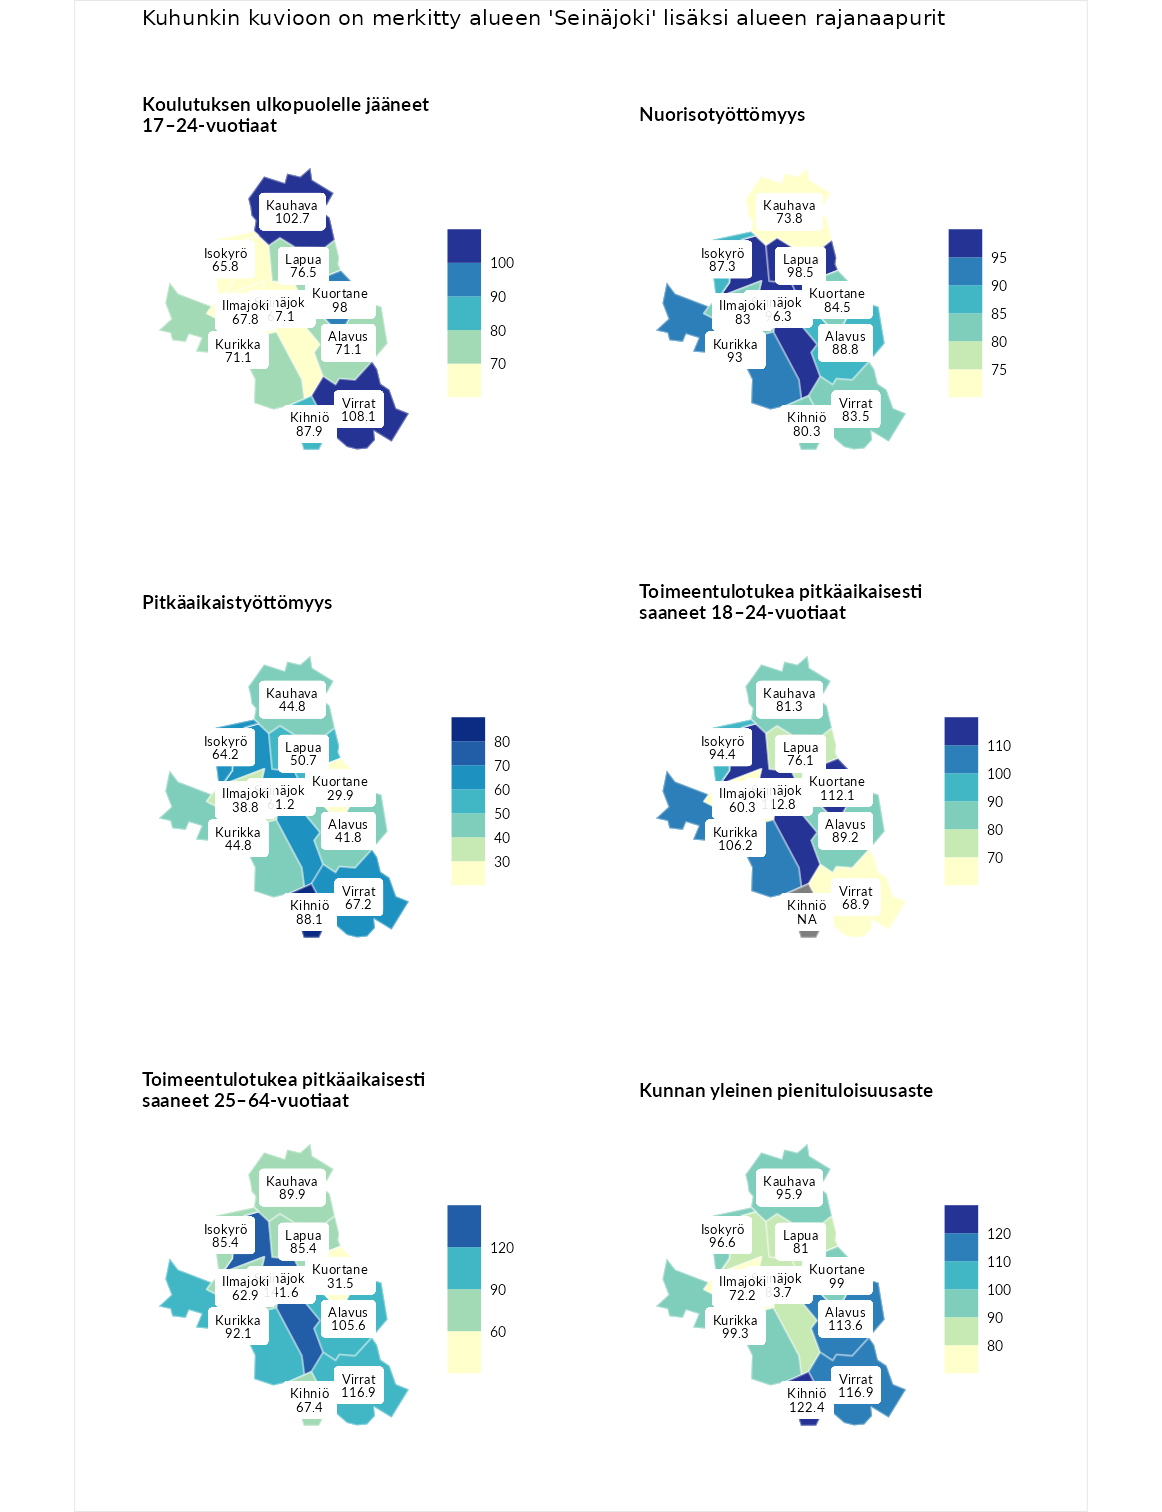 Kuhunkin kuvioon on merkitty alueen 'Seinäjoki' lisäksi alueen rajanaapurit
Koulutuksen ulkopuolelle jääneet
17–24-vuotiaat
Kauhava
102.7
Isokyrö
65.8
Lapua
76.5
Kuortane
98
Ilmajoki
67.8
Kurikka
71.1
Alavus
71.1
Virrat
108.1
Kihniö
87.9
100
90
80
70
Nuorisotyöttömyys
Kauhava
73.8
Isokyrö
87.3
Lapua
98.5
Kuortane
84.5
Ilmajoki
83
Kurikka
93
Alavus
88.8
Virrat
83.5
Kihniö
80.3
95
90
85
80
75
Pitkäaikaistyöttömyys
Kauhava
44.8
Isokyrö
64.2
Lapua
50.7
Kuortane
29.9
Ilmajoki
38.8
Kurikka
44.8
Alavus
41.8
Virrat
67.2
Kihniö
88.1
80
70
60
50
40
30
Toimeentulotukea pitkäaikaisesti
saaneet 18–24-vuotiaat
Kauhava
81.3
Isokyrö
94.4
Lapua
76.1
Kuortane
112.1
Ilmajoki
60.3
Kurikka
106.2
Alavus
89.2
Virrat
68.9
Kihniö
NA
110
100
90
80
70
Toimeentulotukea pitkäaikaisesti
saaneet 25–64-vuotiaat
Kauhava
89.9
Isokyrö
85.4
Lapua
85.4
Kuortane
31.5
Ilmajoki
62.9
Kurikka
92.1
Alavus
105.6
Virrat
116.9
Kihniö
67.4
120
90
60
Kunnan yleinen pienituloisuusaste
Kauhava
95.9
Isokyrö
96.6
Lapua
81
Kuortane
99
Ilmajoki
72.2
Kurikka
99.3
Alavus
113.6
Virrat
116.9
Kihniö
122.4
120
110
100
90
80